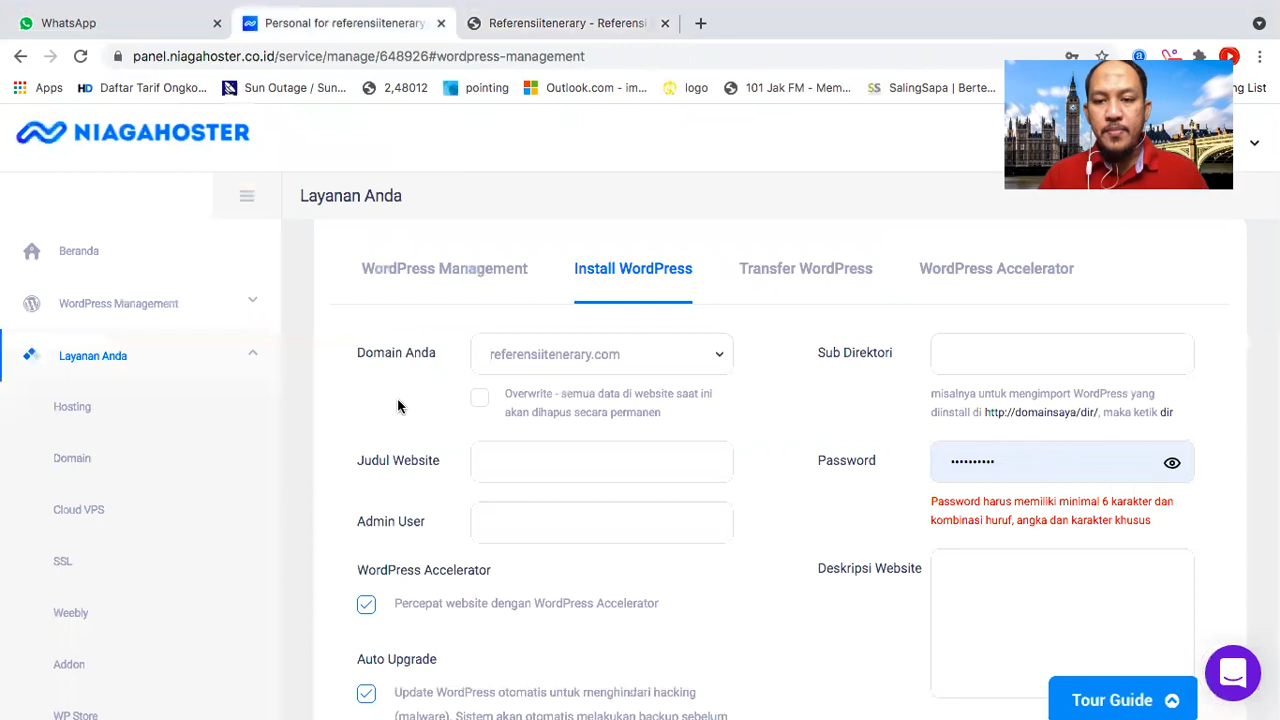 WhatsApp
Personal for referensiitenerary
Referensiitenerary - Referensi
panel.niagahoster.co.id/service/manage/648926#wordpress-management
Apps
HD Daftar Tarif Ongko...
Sun Outage / Sun...
2,48012
pointing
Outlook.com - im...
logo
101 Jak FM - Mem...
SS SalingSapa | Berte...
ng List
NIAGAHOSTER
Layanan Anda
Beranda
WordPress Management
Layanan Anda
Hosting
Domain
Cloud VPS
SSL
Weebly
Addon
WP Store
WordPress Management
Install WordPress
Transfer WordPress
WordPress Accelerator
Domain Anda
referensiitenerary.com
Overwrite - semua data di website saat ini
akan dihapus secara permanen
Judul Website
Admin User
WordPress Accelerator
Percepat website dengan WordPress Accelerator
Auto Upgrade
Update WordPress otomatis untuk menghindari hacking
(malware). Sistem akan otomatis melakukan backup sebelum
Sub Direktori
misalnya untuk mengimport WordPress yang
diinstall di http://domainsaya/dir/, maka ketik dir
Password
••••••••••
Password harus memiliki minimal 6 karakter dan
kombinasi huruf, angka dan karakter khusus
Deskripsi Website
Tour Guide